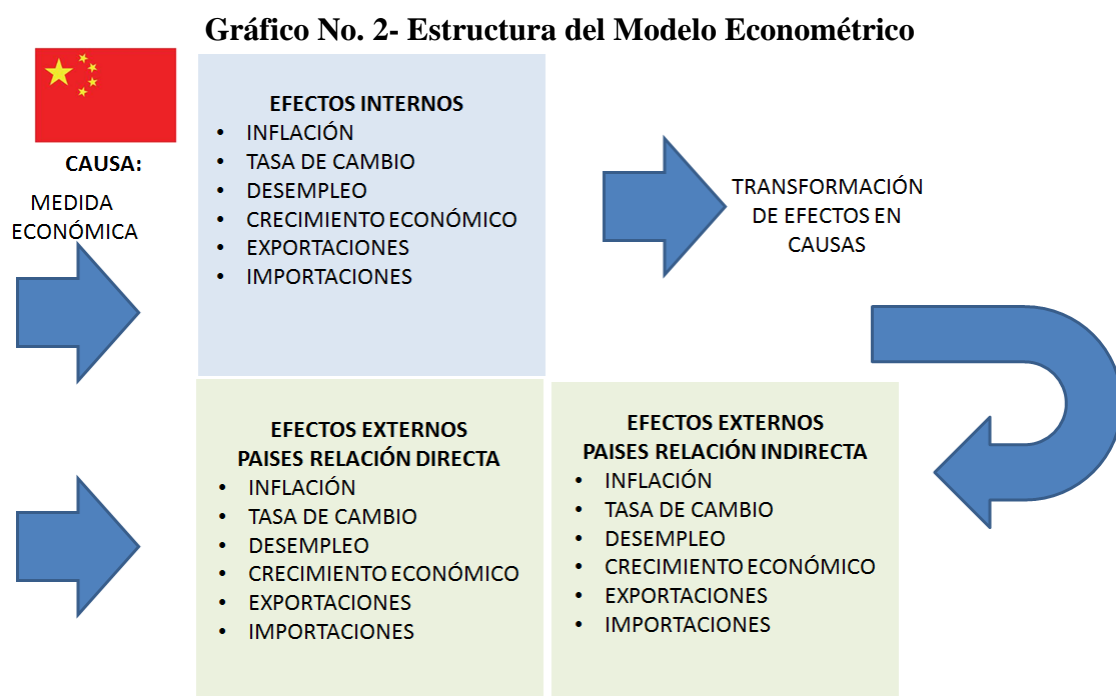 Gráfico No. 2- Estructura del Modelo Econométrico
CAUSA:
MEDIDA
ECONÓMICA
EFECTOS INTERNOS
• INFLACIÓN
• TASA DE CAMBIO
• DESEMPLEO
• CRECIMIENTO ECONÓMICO
• EXPORTACIONES
• IMPORTACIONES
TRANSFORMACIÓN
DE EFECTOS EN
CAUSAS
EFECTOS EXTERNOS
PAISES RELACIÓN DIRECTA
• INFLACIÓN
• TASA DE CAMBIO
• DESEMPLEO
• CRECIMIENTO ECONÓMICO
• EXPORTACIONES
• IMPORTACIONES
EFECTOS EXTERNOS
PAISES RELACIÓN INDIRECTA
• INFLACIÓN
• TASA DE CAMBIO
• DESEMPLEO
• CRECIMIENTO ECONÓMICO
• EXPORTACIONES
• IMPORTACIONES